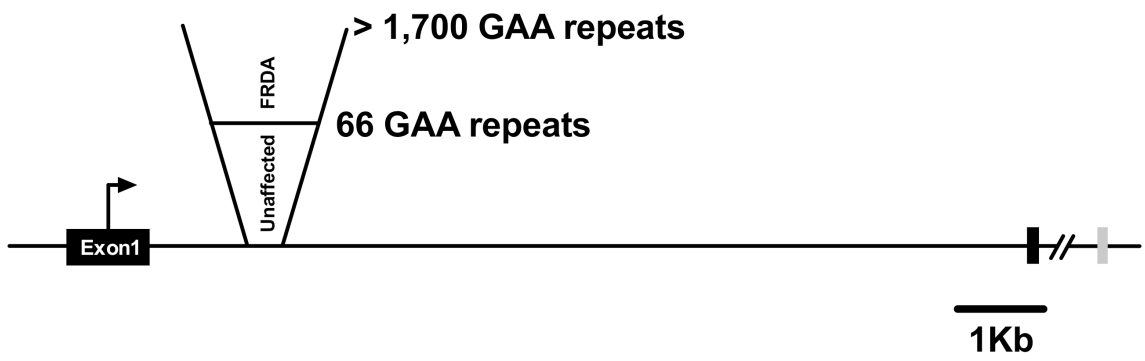 > 1,700 GAA repeats
FRDA
66 GAA repeats
Unaffected
Exon1
1Kb